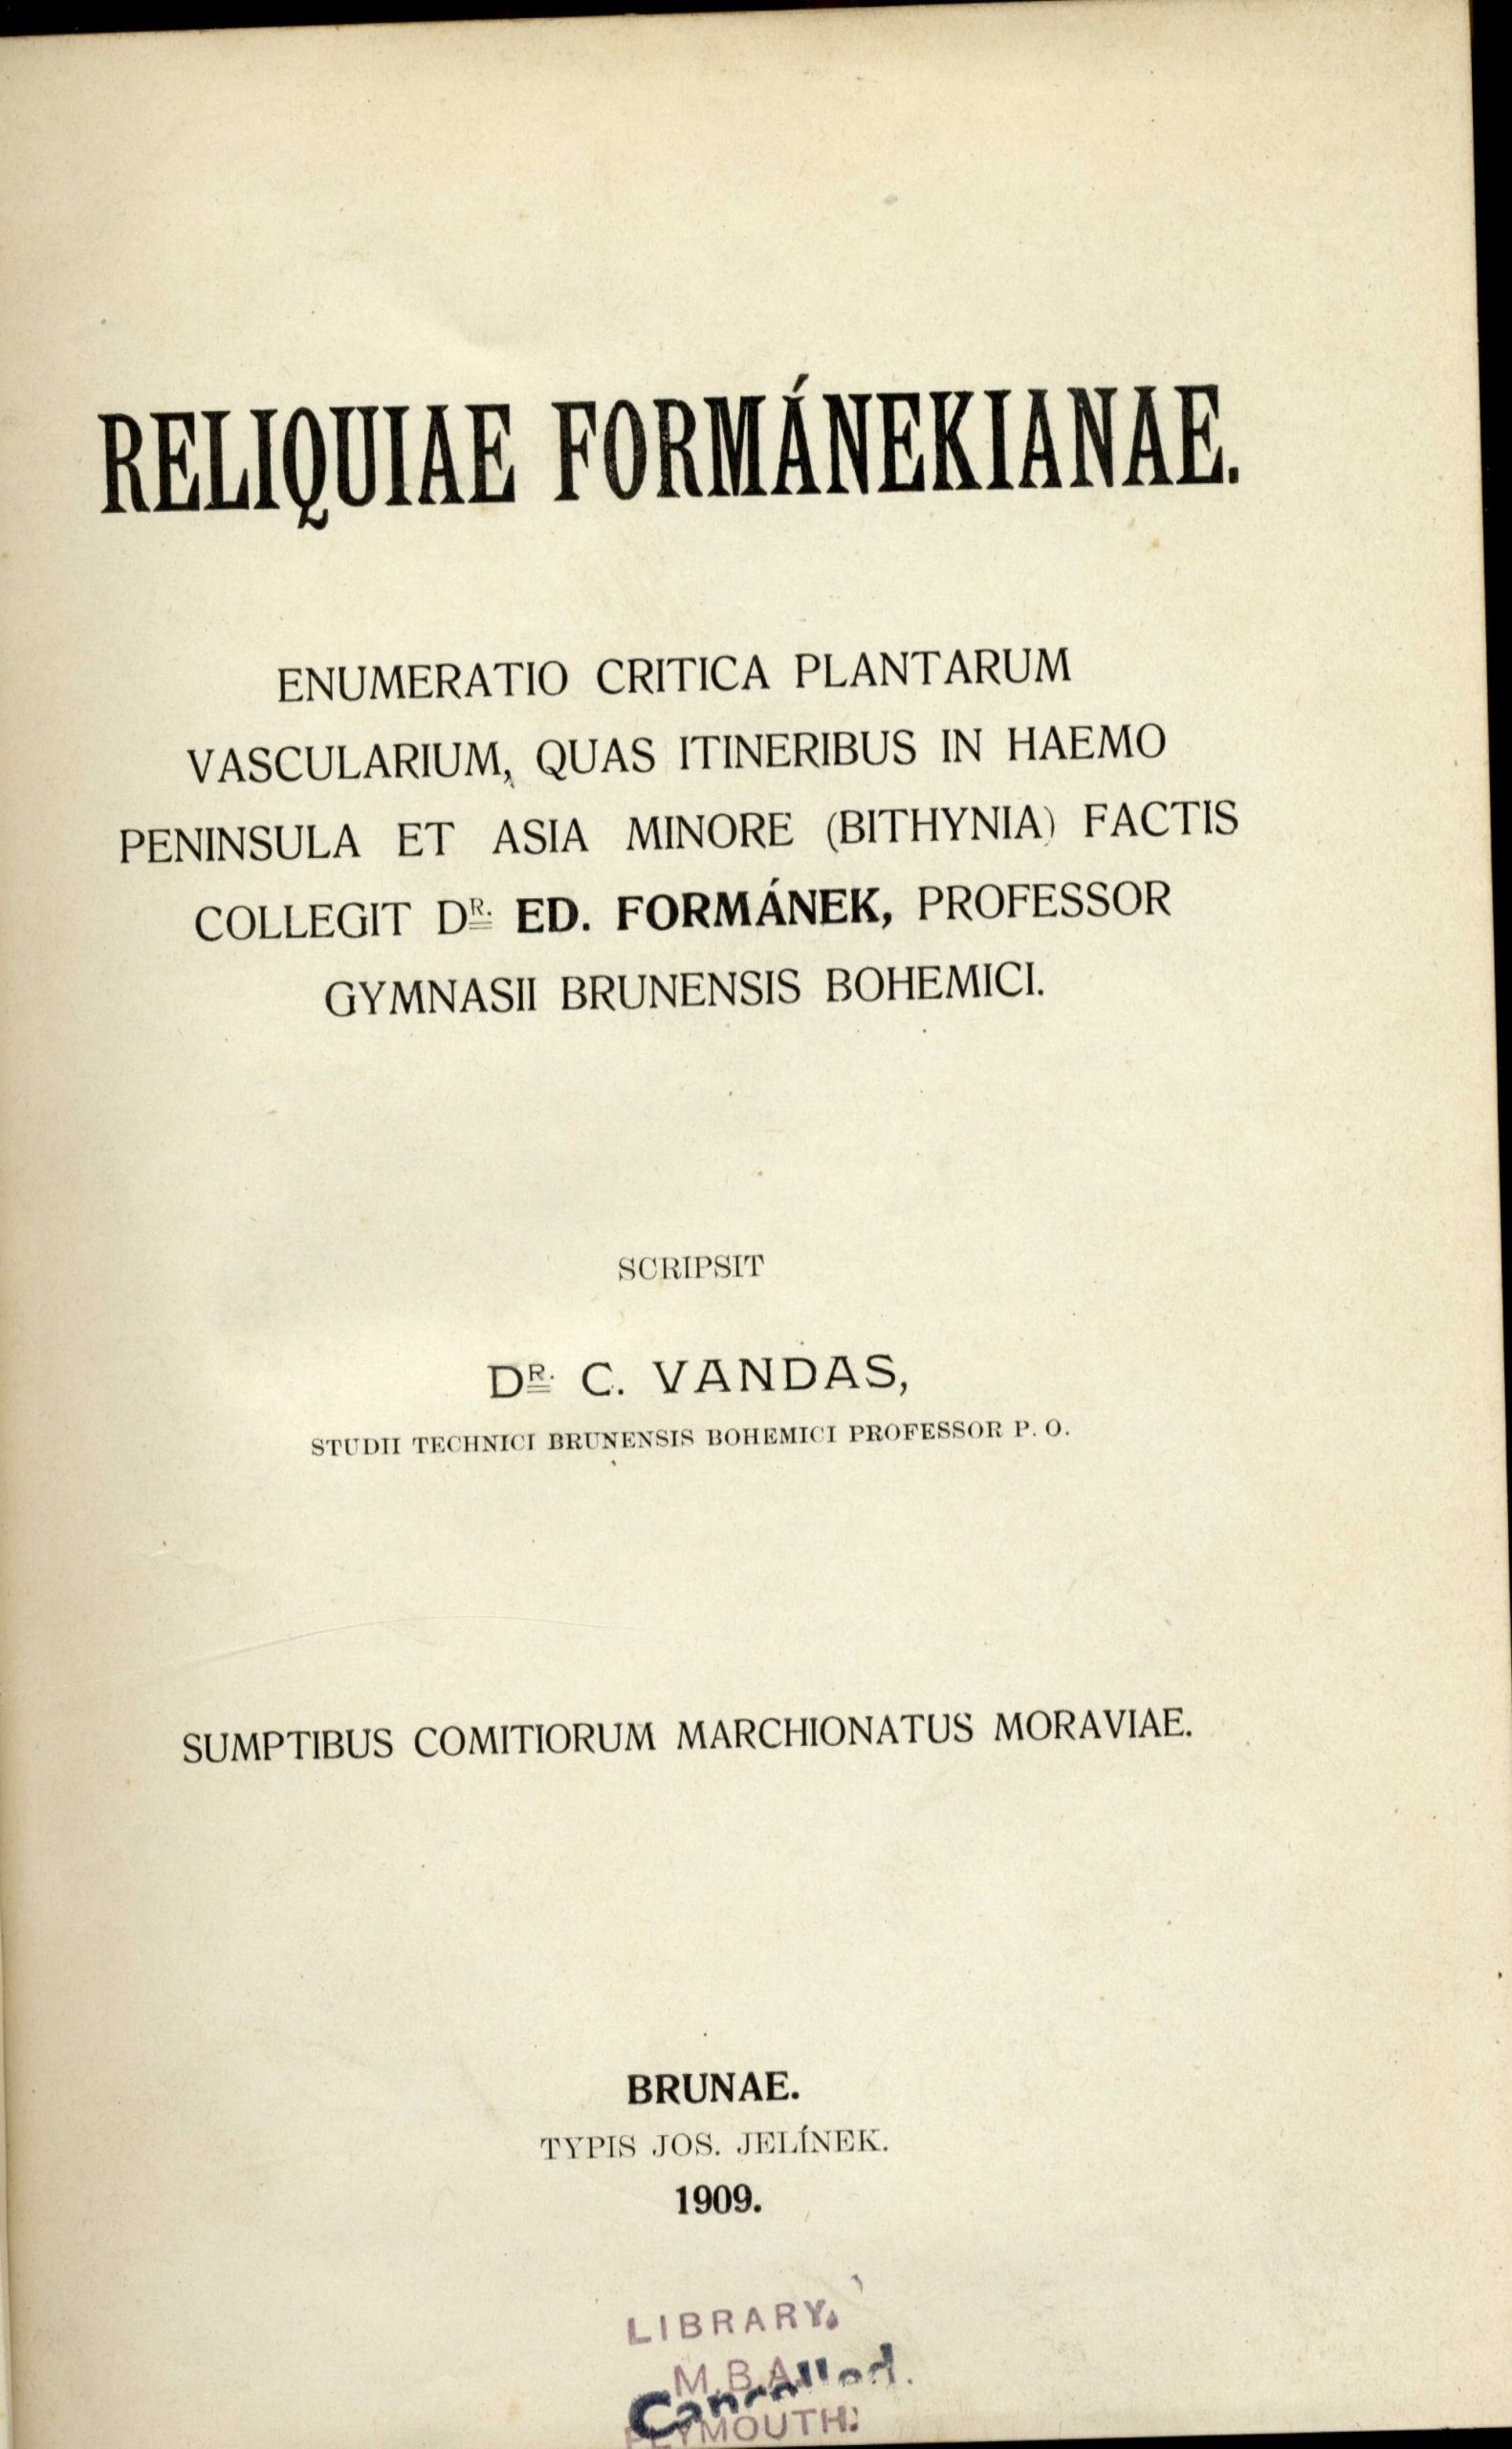 RELIQUIAE FORMÁNEKIANAE.
ENUMERATIO CRITICA PLANTARUM
VASCULARIUM, QUAS ITINERIBUS IN HAEMO
PENINSULA ET ASIA MINORE (BITHYNIA) FACTIS
COLLEGIT DR. ED. FORMÁNEK, PROFESSOR
GYMNASII BRUNENSIS BOHEMICI.
SCRIPSIT
DR. C. VANDAS,
STUDII TECHNICI BRUNENSIS BOHEMICI PROFESSOR P. O.
SUMPTIBUS COMITIORUM MARCHIONATUS MORAVIAE.
BRUNAE.
TYPIS JOS. JELÍNEK.
1909.
LIBRARY,
M.B.A.
Cancelled.
PLYMOUTH.